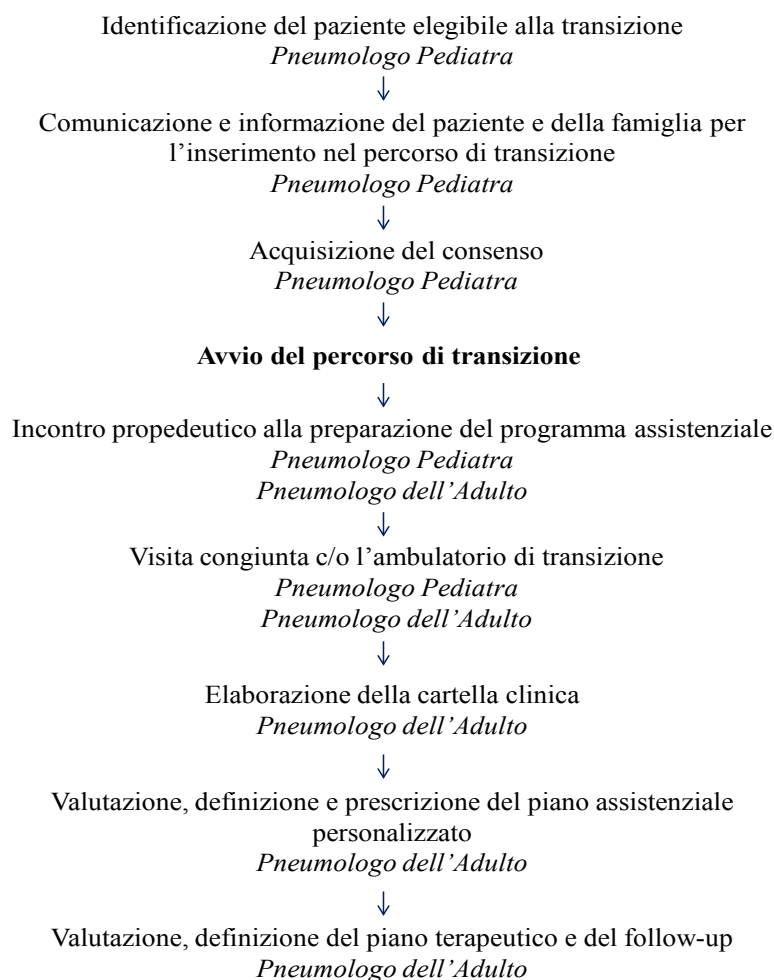 Identificazione del paziente elegibile alla transizione
Pneumologo Pediatra
↓
Comunicazione e informazione del paziente e della famiglia per
l’inserimento nel percorso di transizione
Pneumologo Pediatra
↓
Acquisizione del consenso
Pneumologo Pediatra
↓
Avvio del percorso di transizione
↓
Incontro propedeutico alla preparazione del programma assistenziale
Pneumologo Pediatra
Pneumologo dell’Adulto
↓
Visita congiunta c/o l’ambulatorio di transizione
Pneumologo Pediatra
Pneumologo dell’Adulto
↓
Elaborazione della cartella clinica
Pneumologo dell’Adulto
↓
Valutazione, definizione e prescrizione del piano assistenziale
personalizzato
Pneumologo dell’Adulto
↓
Valutazione, definizione del piano terapeutico e del follow-up
Pneumologo dell’Adulto